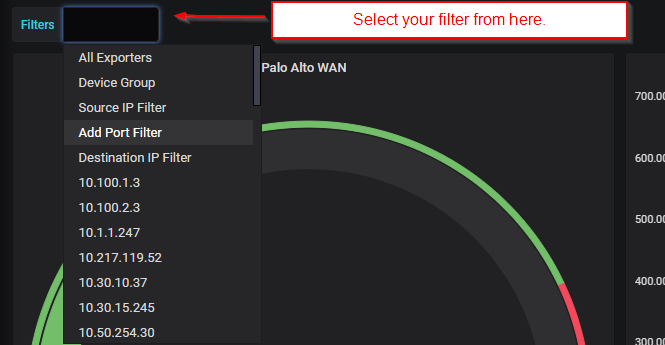 Filters
Select your filter from here.
All Exporters
Device Group
Source IP Filter
Add Port Filter
Destination IP Filter
10.100.1.3
10.100.2.3
10.1.1.247
10.217.119.52
10.30.10.37
10.30.15.245
10.50.254.30
Palo Alto WAN
700.00
600.00
500.00
400.00
300.00